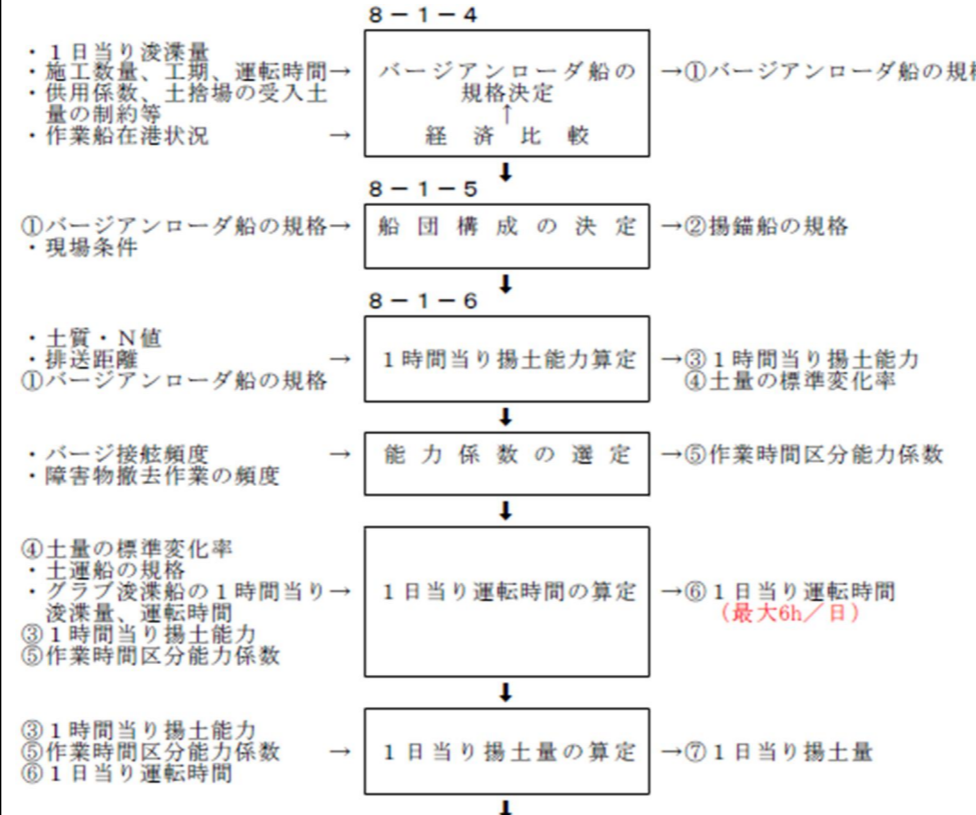 ８－１－４
・１日当り浚渫量
・施工数量、工期、運転時間→
・供用係数、土捨場の受入土
量の制約等
・作業船在港状況　→
バージアンローダ船の
規格決定
↑
経　済　比　較
→①バージアンローダ船の規
⬇
８－１－５
①バージアンローダ船の規格→
・現場条件
船　団　構　成　の　決　定
→②揚錨船の規格
⬇
８－１－６
・土質・Ｎ値
・排送距離　→
①バージアンローダ船の規格
１時間当り揚土能力算定
→③１時間当り揚土能力
④土量の標準変化率
⬇
・バージ接舷頻度　→
・障害物撤去作業の頻度
能　力　係　数　の　選　定
→⑤作業時間区分能力係数
⬇
④土量の標準変化率
・土運船の規格
・グラブ浚渫船の１時間当り→
浚渫量、運転時間
③１時間当り揚土能力
⑤作業時間区分能力係数
１日当り運転時間の算定
→⑥１日当り運転時間
（最大6h／日）
⬇
③１時間当り揚土能力
⑤作業時間区分能力係数　→
⑥１日当り運転時間
１日当り揚土量の算定
→⑦１日当り揚土量
⬇